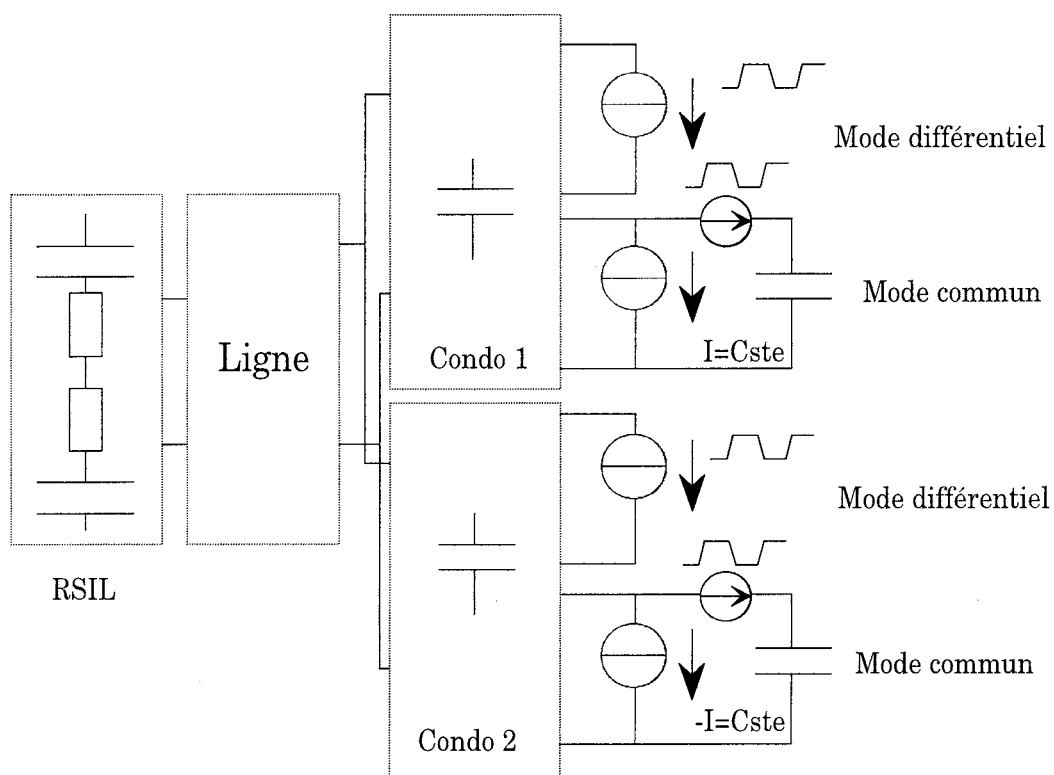 Mode différentiel
Mode commun
I=Cste
Condo 1
Ligne
RSIL
Mode différentiel
Mode commun
-I=Cste
Condo 2